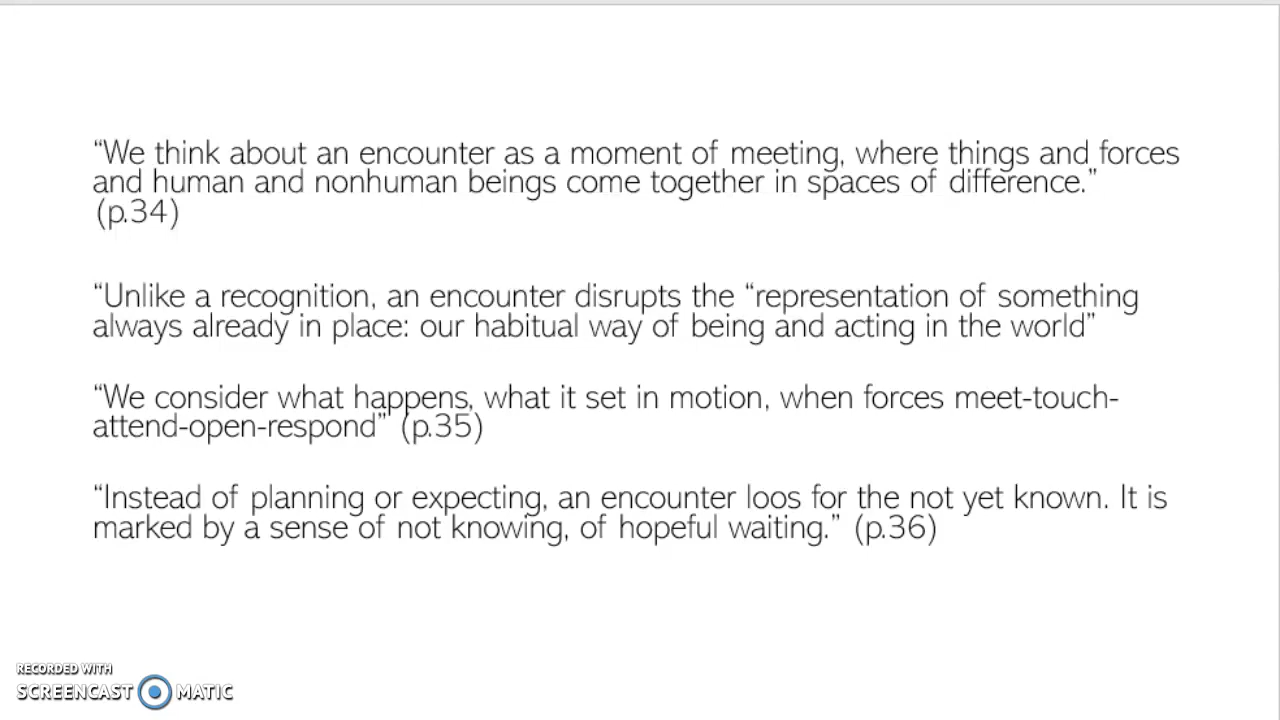 “We think about an encounter as a moment of meeting, where things and forces
and human and nonhuman beings come together in spaces of difference.”
(p.34)
“Unlike a recognition, an encounter disrupts the “representation of something
always already in place: our habitual way of being and acting in the world”
“We consider what happens, what it set in motion, when forces meet-touch-
attend-open-respond” (p.35)
“Instead of planning or expecting, an encounter loos for the not yet known. It is
marked by a sense of not knowing, of hopeful waiting.” (p.36)
RECORDED WITH
SCREENCAST MATIC